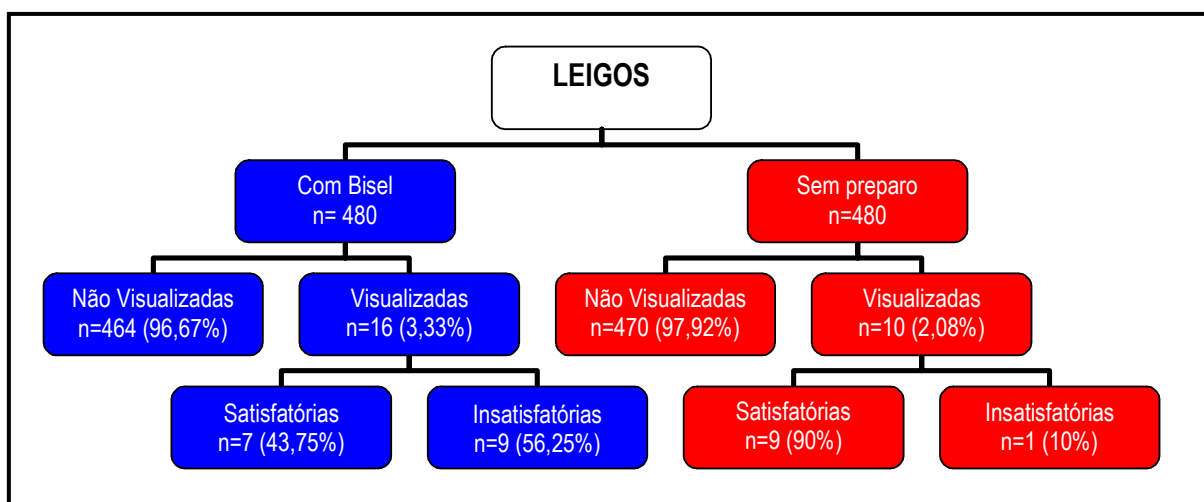 LEIGOS
Com Bisel
n= 480
Sem preparo
n=480
Não Visualizadas
n=464 (96,67%)
Visualizadas
n=16 (3,33%)
Não Visualizadas
n=470 (97,92%)
Visualizadas
n=10 (2,08%)
Satisfatórias
n=7 (43,75%)
Insatisfatórias
n=9 (56,25%)
Satisfatórias
n=9 (90%)
Insatisfatórias
n=1 (10%)